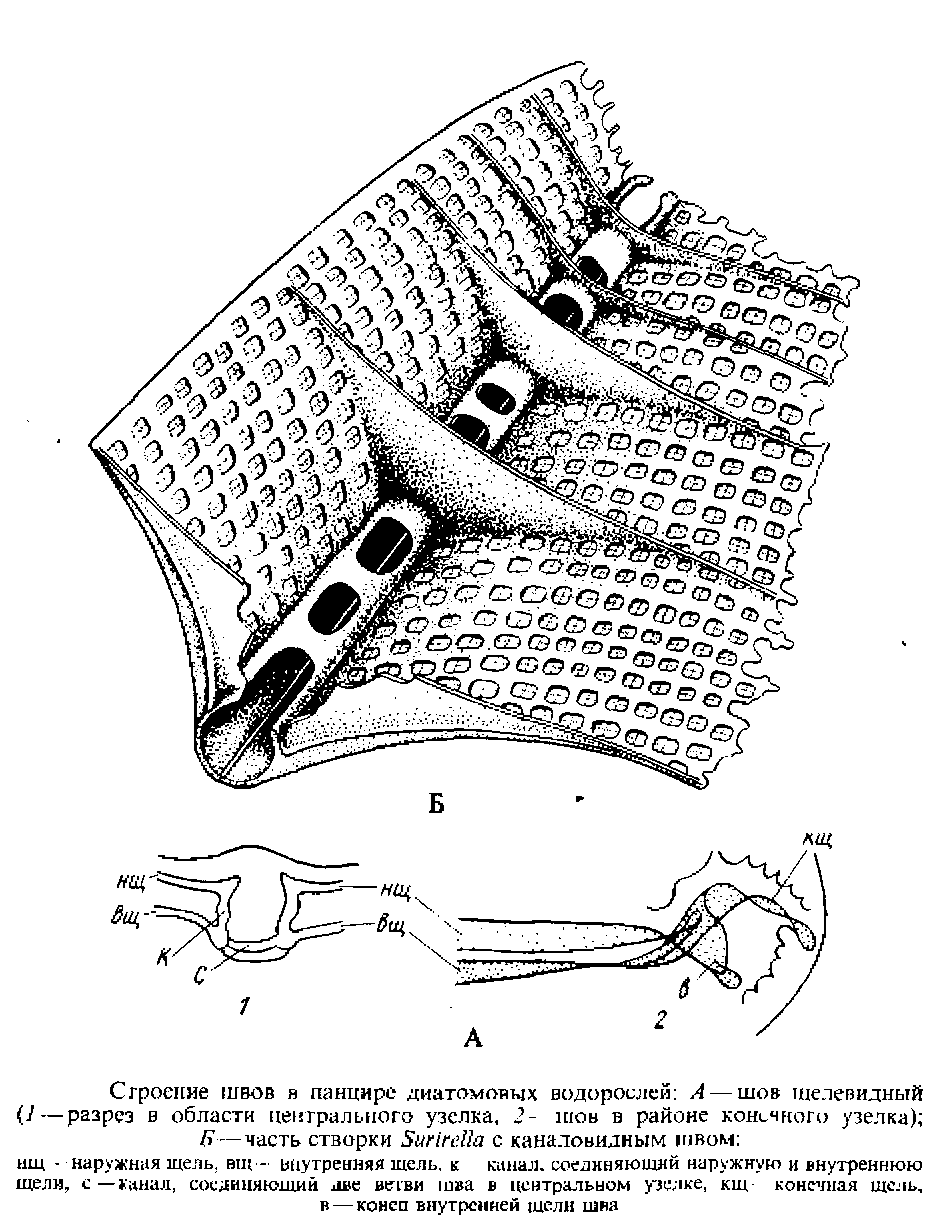 Б
кщ
нщ
нщ
вщ
вщ
к
с
в
1
2
А
Строение швов в панцире диатомовых водорослей: А — шов щелевидный
(1 — разрез в области центрального узелка, 2 - шов в районе конечного узелка);
Б — часть створки Surirella с каналовидным швом:
нщ - наружная щель, вщ - внутренняя щель, к канал, соединяющий наружную и внутреннюю
щели, с — канал, соединяющий две ветви шва в центральном узелке, кщ - конечная щель,
в — конец внутренней щели шва